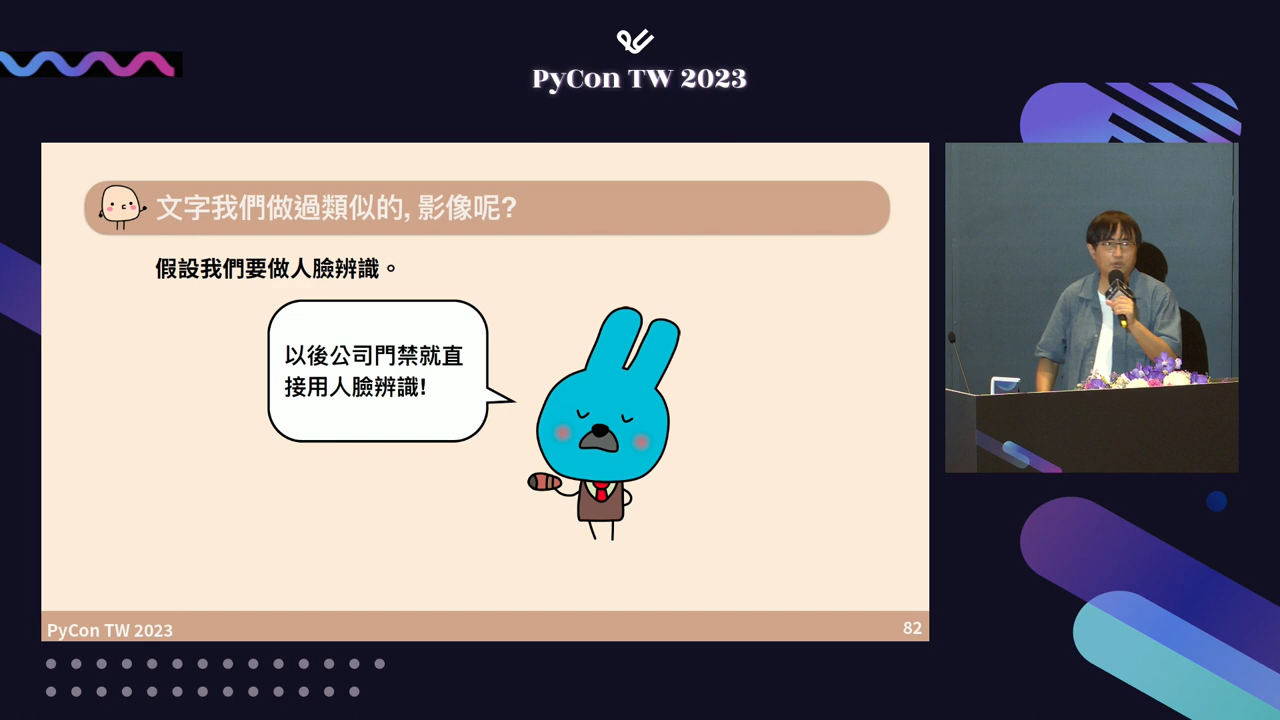 PyCon TW 2023
文字我們做過類似的, 影像呢?
假設我們要做人臉辨識。
以後公司門禁就直
接用人臉辨識!
PyCon TW 2023
82